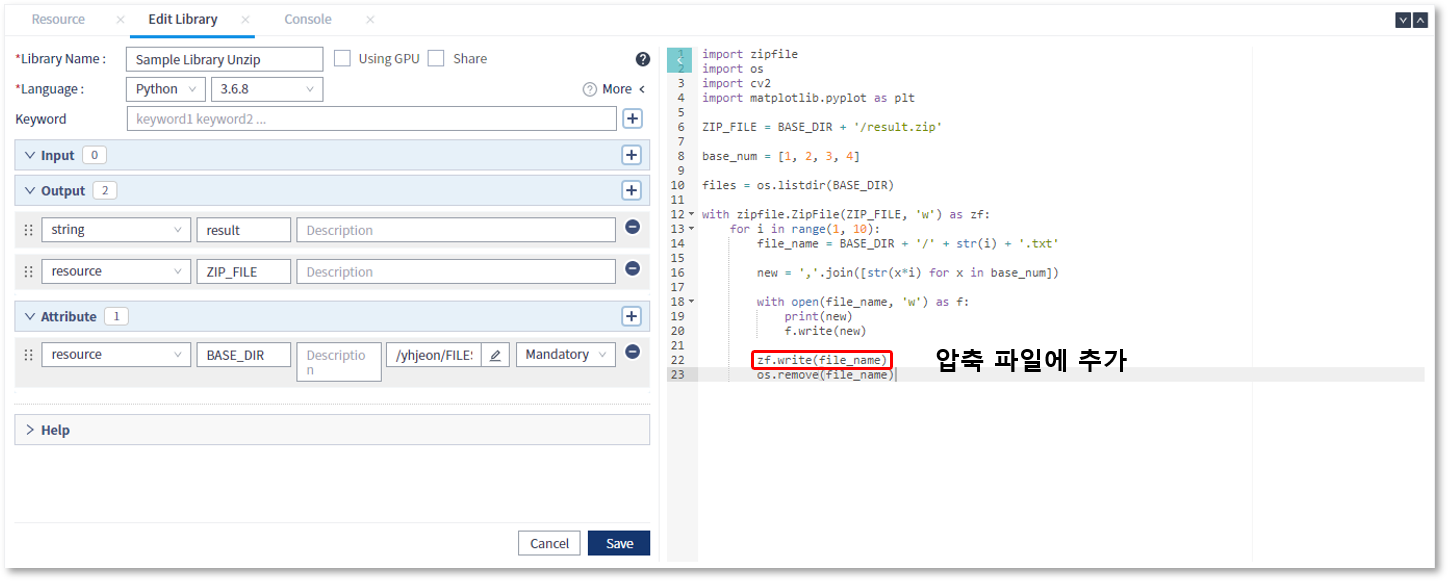 Resource × Edit Library × Console ×
*Library Name : Sample Library Unzip Using GPU Share ?
*Language : Python 3.6.8 ? More <
Keyword keyword1 keyword2 ... +
Input 0 +
Output 2 +
string result Description
resource ZIP_FILE Description
Attribute 1 +
resource BASE_DIR Descriptio
n /yhjeon/FILES Mandatory
Help
Cancel Save
1 import zipfile
2 import os
3 import cv2
4 import matplotlib.pyplot as plt
5
6 ZIP_FILE = BASE_DIR + '/result.zip'
7
8 base_num = [1, 2, 3, 4]
9
10 files = os.listdir(BASE_DIR)
11
12 with zipfile.ZipFile(ZIP_FILE, 'w') as zf:
13 for i in range(1, 10):
14 file_name = BASE_DIR + '/' + str(i) + '.txt'
15
16 new = ','.join([str(x*i) for x in base_num])
17
18 with open(file_name, 'w') as f:
19 print(new)
20 f.write(new)
21
22 zf.write(file_name) 압축 파일에 추가
23 os.remove(file_name)